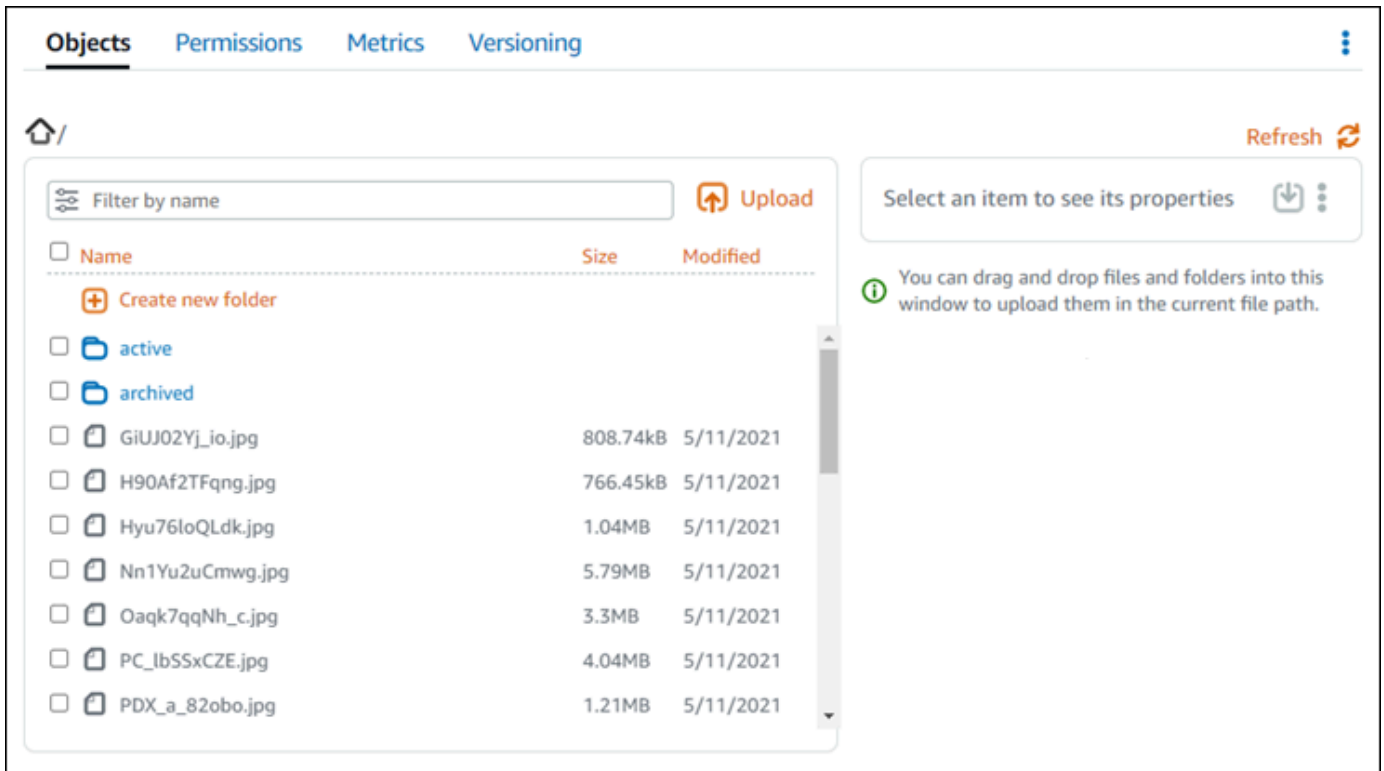 Objects Permissions Metrics Versioning
/
Refresh
Filter by name
Upload
Select an item to see its properties
Name Size Modified
You can drag and drop files and folders into this
window to upload them in the current file path.
Create new folder
active
archived
GiUJ02Yj_io.jpg 808.74kB 5/11/2021
H90Af2TFqng.jpg 766.45kB 5/11/2021
Hyu76loQLdk.jpg 1.04MB 5/11/2021
Nn1Yu2uCmwg.jpg 5.79MB 5/11/2021
Oaqk7qqNh_c.jpg 3.3MB 5/11/2021
PC_lbSSxCZE.jpg 4.04MB 5/11/2021
PDX_a_82obo.jpg 1.21MB 5/11/2021